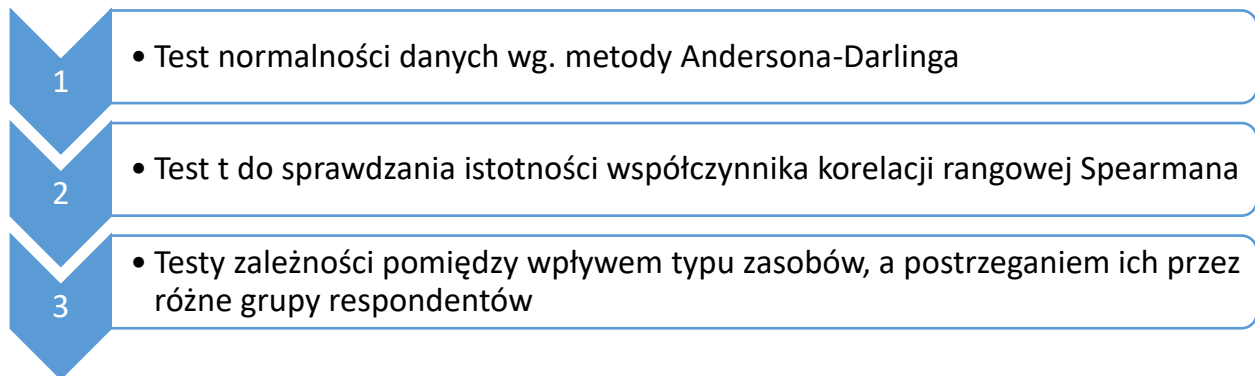 1
• Test normalności danych wg. metody Andersona-Darlinga
2
• Test t do sprawdzania istotności współczynnika korelacji rangowej Spearmana
3
• Testy zależności pomiędzy wpływem typu zasobów, a postrzeganiem ich przez
różne grupy respondentów